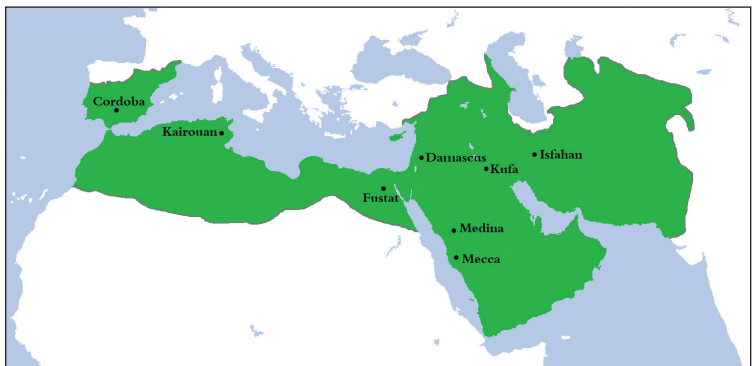 Cordoba
Kairouan
Damascus
Isfahan
Kufa
Fustat
Medina
Mecca